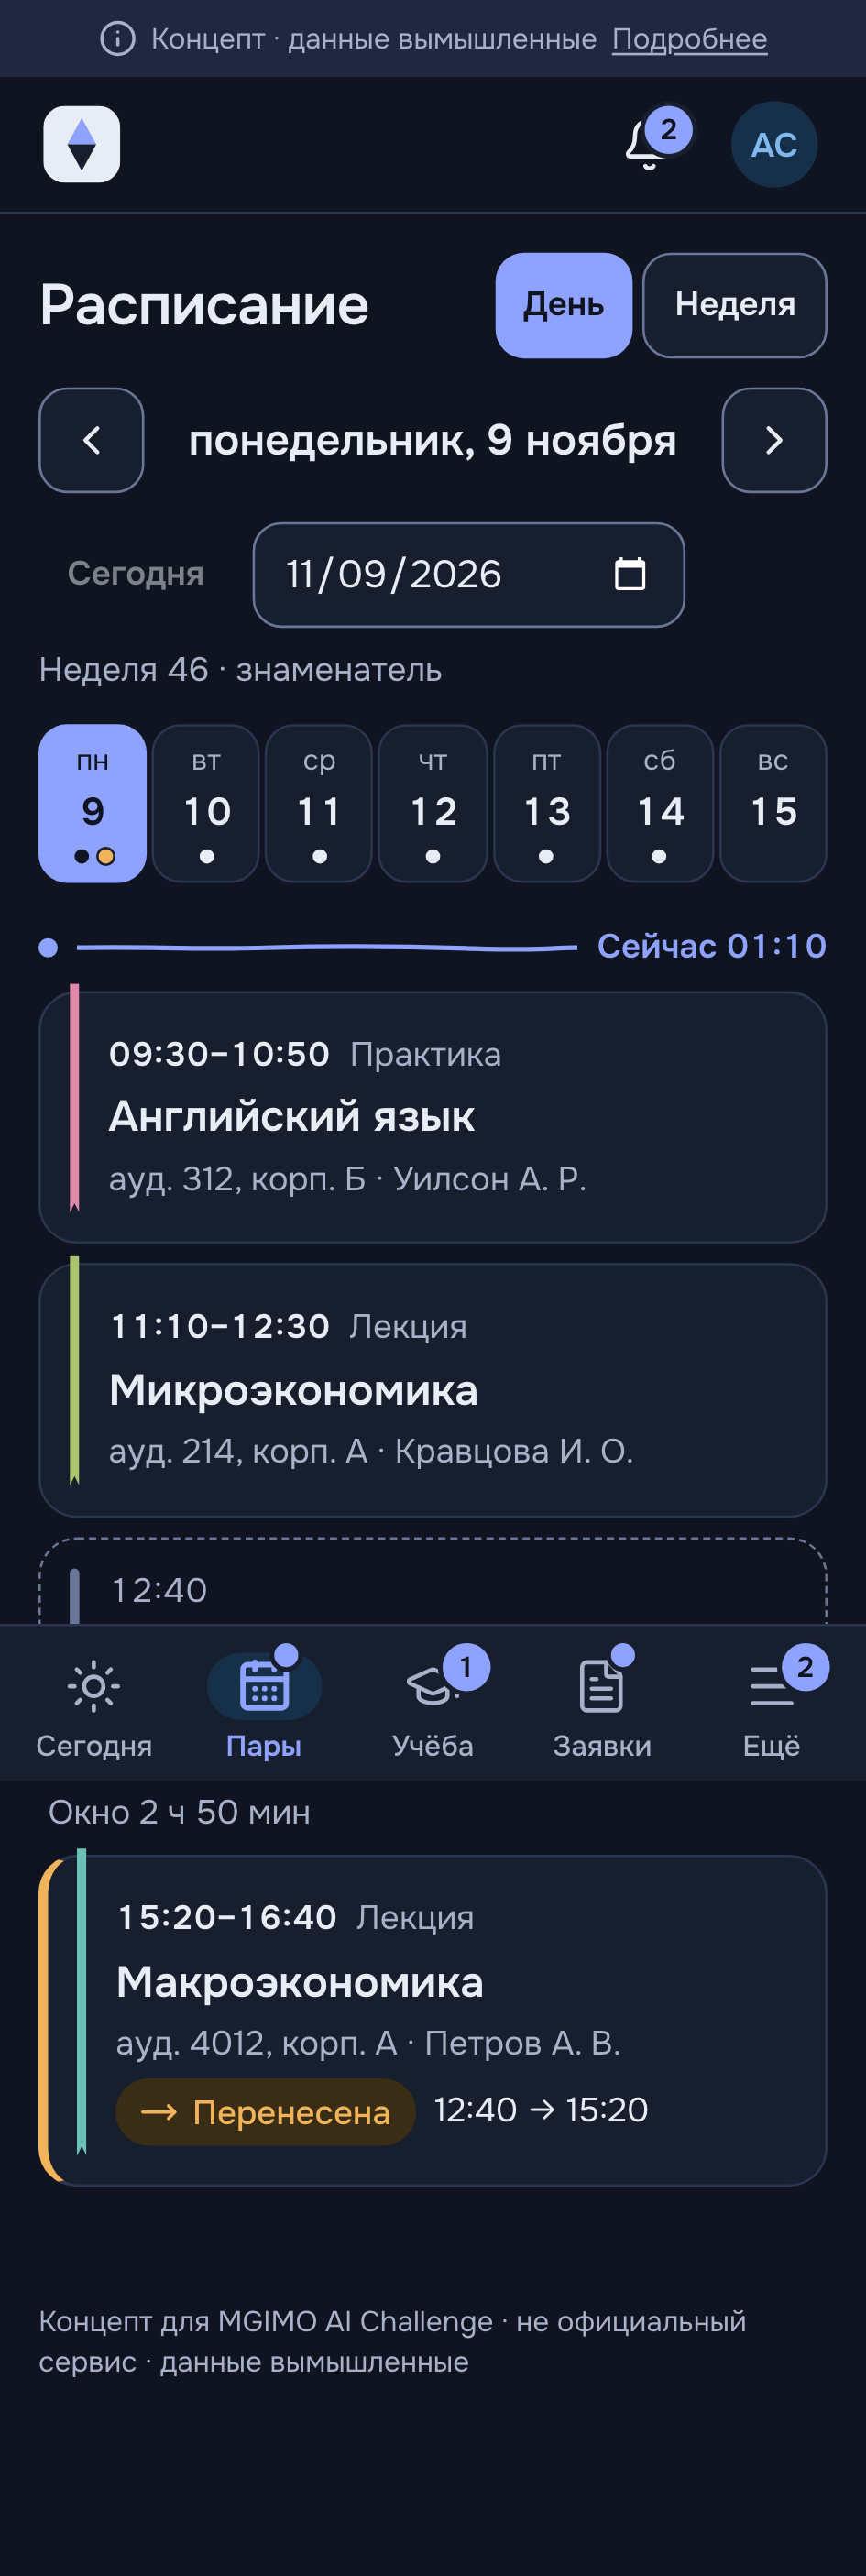 Концепт · данные вымышленные Подробнее
2
АС
Расписание
День
Неделя
понедельник, 9 ноября
Сегодня
11/09/2026
Неделя 46 · знаменатель
пн вт ср чт пт сб вс
9 10 11 12 13 14 15
Сейчас 01:10
09:30–10:50 Практика
Английский язык
ауд. 312, корп. Б · Уилсон А. Р.
11:10–12:30 Лекция
Микроэкономика
ауд. 214, корп. А · Кравцова И. О.
12:40
1 2
Сегодня Пары Учёба Заявки Ещё
Окно 2 ч 50 мин
15:20–16:40 Лекция
Макроэкономика
ауд. 4012, корп. А · Петров А. В.
→ Перенесена 12:40 → 15:20
Концепт для MGIMO AI Challenge · не официальный
сервис · данные вымышленные